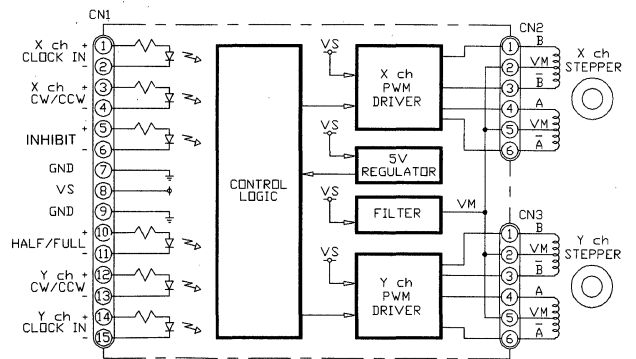 CN1
X ch
CLOCK IN
+ 1
- 2
X ch
CW/CCW
+ 3
- 4
INHIBIT
+ 5
- 6
GND 7
VS 8
GND 9
HALF/FULL
+ 10
- 11
Y ch
CW/CCW
+ 12
- 13
Y ch
CLOCK IN
+ 14
- 15
CONTROL
LOGIC
VS
X ch
PWM
DRIVER
VS
5V
REGULATOR
VS
FILTER
VM
VS
Y ch
PWM
DRIVER
CN2
1 B
2 VM
3 B̅
4 A
5 VM
6 A̅
X ch
STEPPER
CN3
1 B
2 VM
3 B̅
4 A
5 VM
6 A̅
Y ch
STEPPER